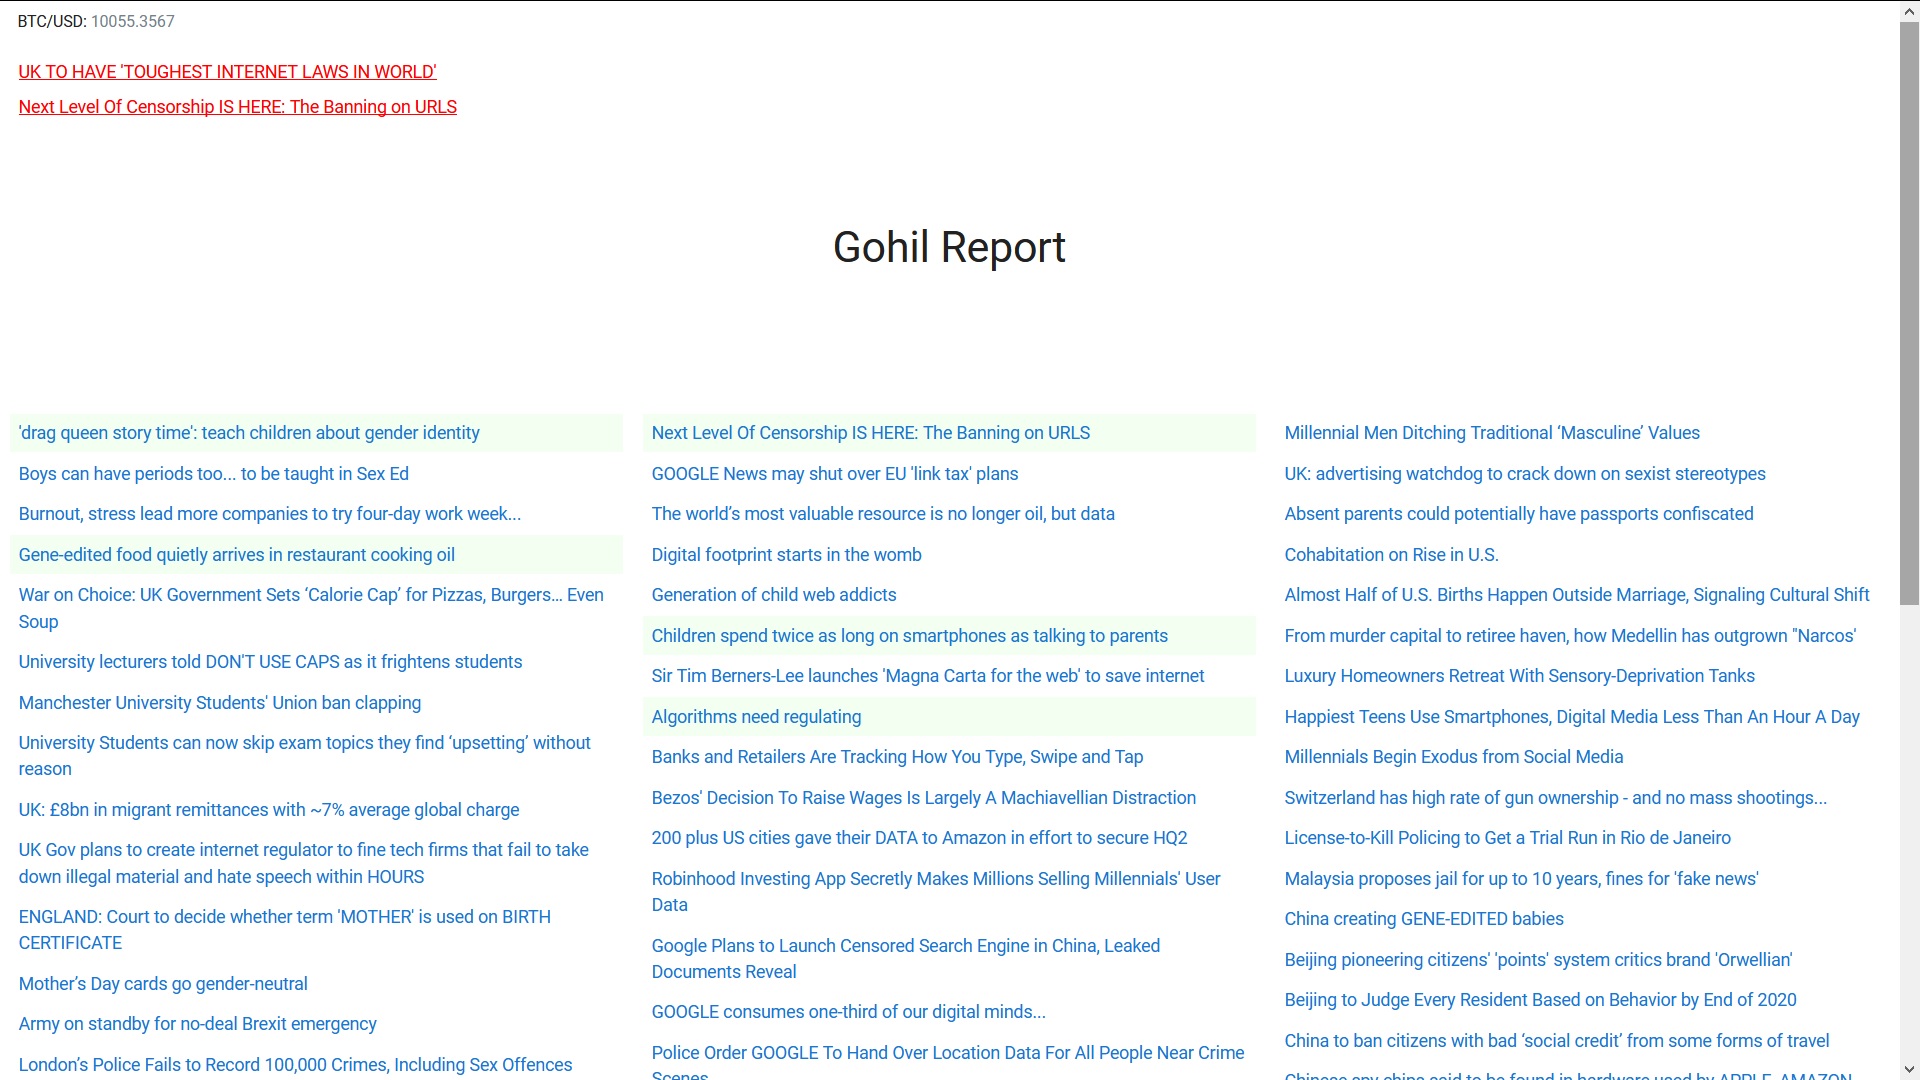 BTC/USD: 10055.3567
UK TO HAVE 'TOUGHEST INTERNET LAWS IN WORLD'
Next Level Of Censorship IS HERE: The Banning on URLS
Gohil Report
'drag queen story time': teach children about gender identity
Boys can have periods too... to be taught in Sex Ed
Burnout, stress lead more companies to try four-day work week...
Gene-edited food quietly arrives in restaurant cooking oil
War on Choice: UK Government Sets ‘Calorie Cap’ for Pizzas, Burgers… Even
Soup
University lecturers told DON'T USE CAPS as it frightens students
Manchester University Students' Union ban clapping
University Students can now skip exam topics they find ‘upsetting’ without
reason
UK: £8bn in migrant remittances with ~7% average global charge
UK Gov plans to create internet regulator to fine tech firms that fail to take
down illegal material and hate speech within HOURS
ENGLAND: Court to decide whether term 'MOTHER' is used on BIRTH
CERTIFICATE
Mother’s Day cards go gender-neutral
Army on standby for no-deal Brexit emergency
London’s Police Fails to Record 100,000 Crimes, Including Sex Offences
Next Level Of Censorship IS HERE: The Banning on URLS
GOOGLE News may shut over EU 'link tax' plans
The world’s most valuable resource is no longer oil, but data
Digital footprint starts in the womb
Generation of child web addicts
Children spend twice as long on smartphones as talking to parents
Sir Tim Berners-Lee launches 'Magna Carta for the web' to save internet
Algorithms need regulating
Banks and Retailers Are Tracking How You Type, Swipe and Tap
Bezos' Decision To Raise Wages Is Largely A Machiavellian Distraction
200 plus US cities gave their DATA to Amazon in effort to secure HQ2
Robinhood Investing App Secretly Makes Millions Selling Millennials' User
Data
Google Plans to Launch Censored Search Engine in China, Leaked
Documents Reveal
GOOGLE consumes one-third of our digital minds...
Police Order GOOGLE To Hand Over Location Data For All People Near Crime
Scenes
Millennial Men Ditching Traditional ‘Masculine’ Values
UK: advertising watchdog to crack down on sexist stereotypes
Absent parents could potentially have passports confiscated
Cohabitation on Rise in U.S.
Almost Half of U.S. Births Happen Outside Marriage, Signaling Cultural Shift
From murder capital to retiree haven, how Medellin has outgrown "Narcos'
Luxury Homeowners Retreat With Sensory-Deprivation Tanks
Happiest Teens Use Smartphones, Digital Media Less Than An Hour A Day
Millennials Begin Exodus from Social Media
Switzerland has high rate of gun ownership - and no mass shootings...
License-to-Kill Policing to Get a Trial Run in Rio de Janeiro
Malaysia proposes jail for up to 10 years, fines for 'fake news'
China creating GENE-EDITED babies
Beijing pioneering citizens' 'points' system critics brand 'Orwellian'
Beijing to Judge Every Resident Based on Behavior by End of 2020
China to ban citizens with bad ‘social credit’ from some forms of travel
Chinese spy chips said to be found in hardware used by APPLE, AMAZON